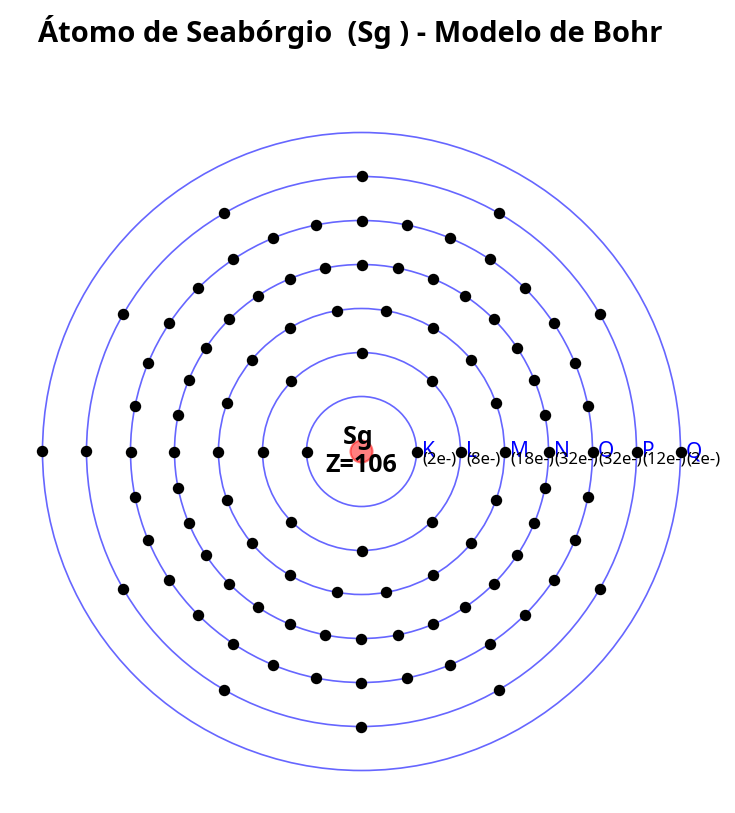 Átomo de Seabórgio (Sg ) - Modelo de Bohr
Sg
Z=106
K
(2e-)
L
(8e-)
M
(18e-)
N
(32e-)
O
(32e-)
P
(12e-)
Q
(2e-)